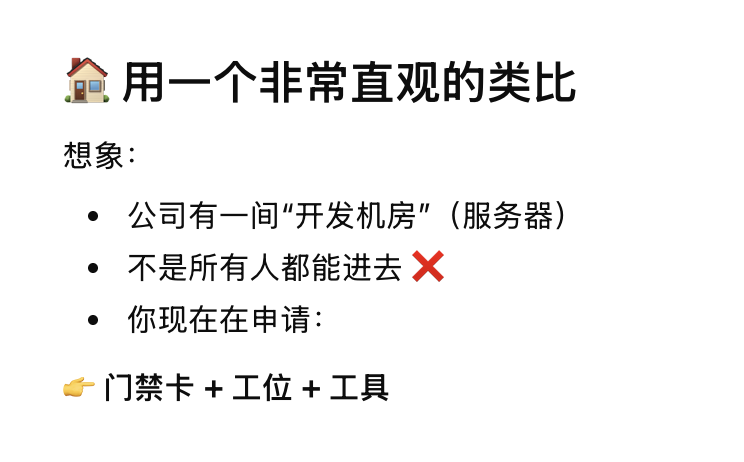 🏠 用一个非常直观的类比
想象：
• 公司有一间“开发机房”（服务器）
• 不是所有人都能进去 ❌
• 你现在在申请：
👉 门禁卡 + 工位 + 工具